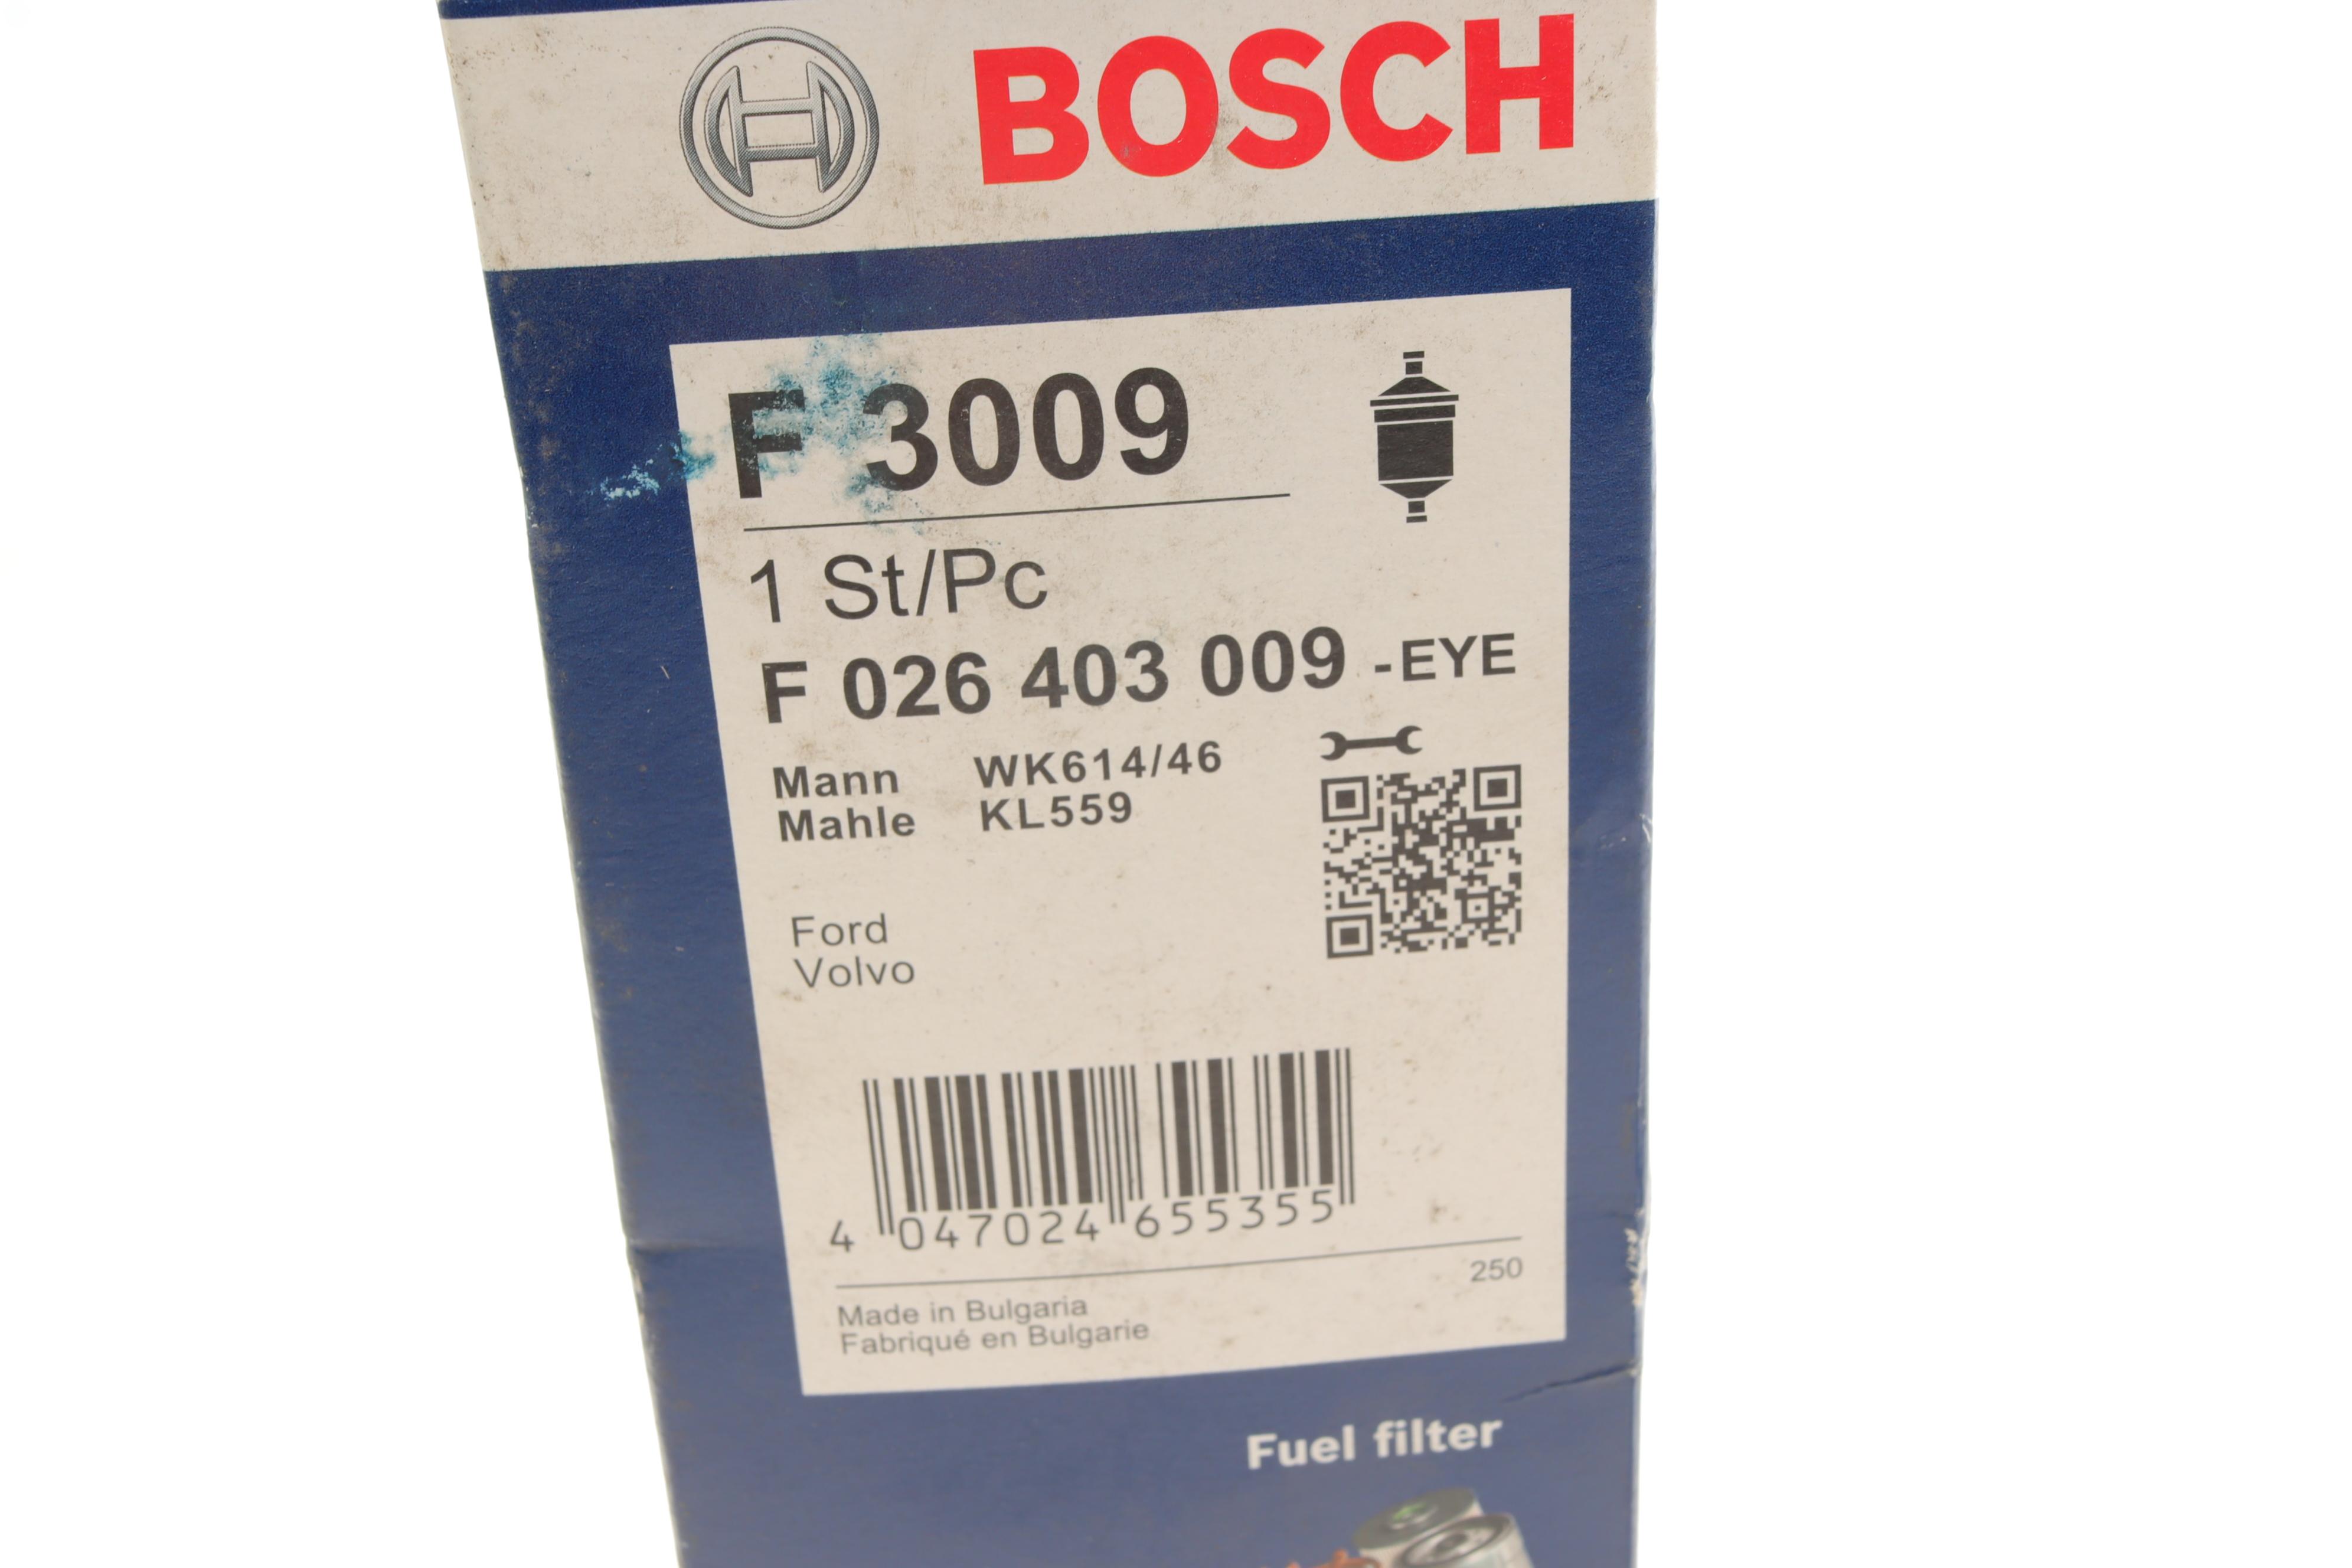 BOSCH
F 3009
1 St/Pc
F 026 403 009 -EYE
Mann WK614/46
Mahle KL559
Ford
Volvo
4 047024 655355
250
Made in Bulgaria
Fabriqué en Bulgarie
Fuel filter